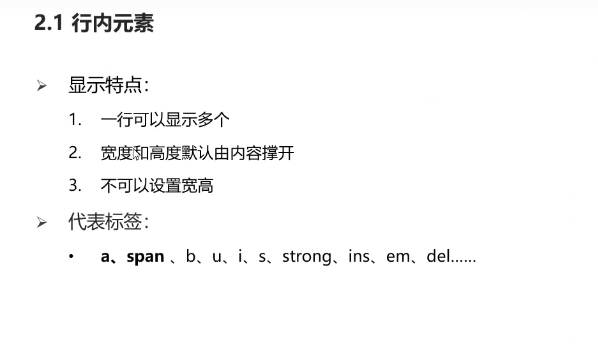 2.1 行内元素
➢ 显示特点：
1. 一行可以显示多个
2. 宽度和高度默认由内容撑开
3. 不可以设置宽高
➢ 代表标签：
• a、span 、b、u、i、s、strong、ins、em、del......